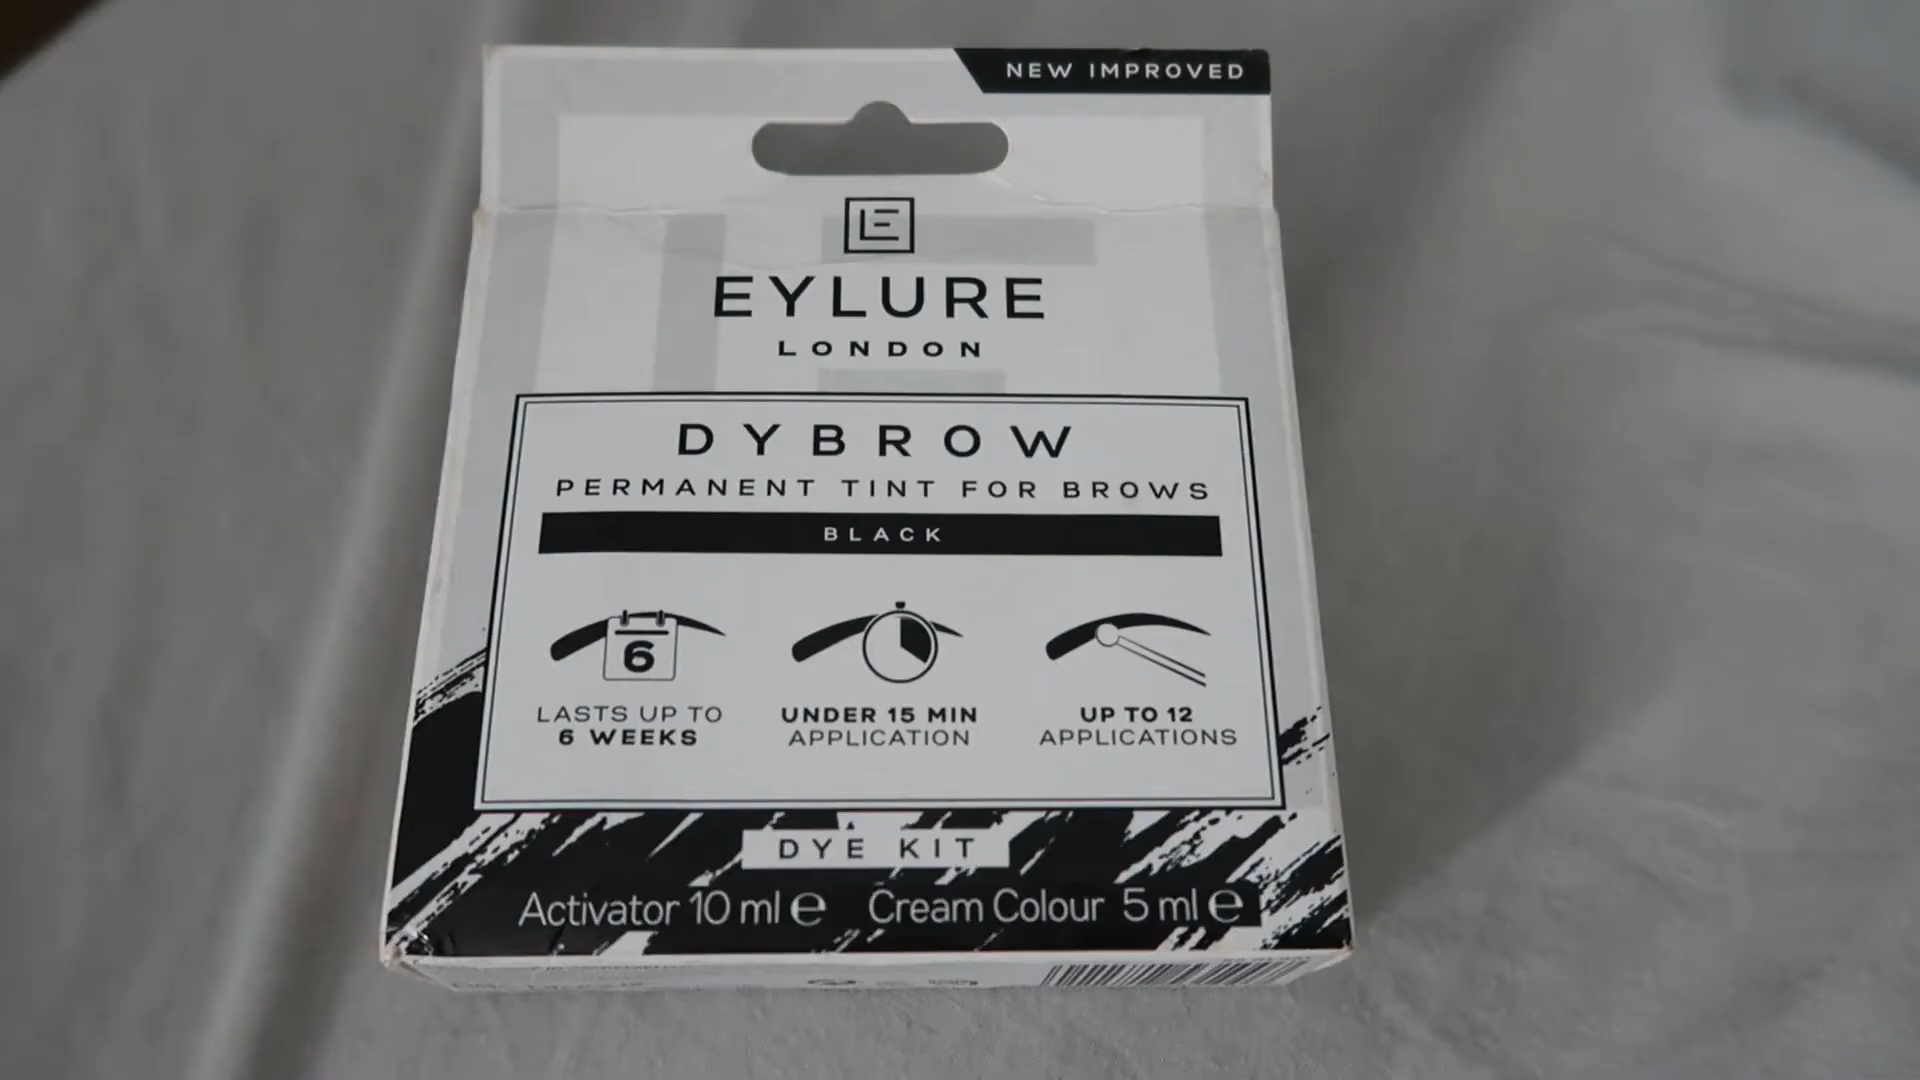 NEW IMPROVED
EYLURE
LONDON
DYBROW
PERMANENT TINT FOR BROWS
BLACK
6
LASTS UP TO
6 WEEKS
UNDER 15 MIN
APPLICATION
UP TO 12
APPLICATIONS
DYE KIT
Activator 10 ml ℮ Cream Colour 5 ml ℮